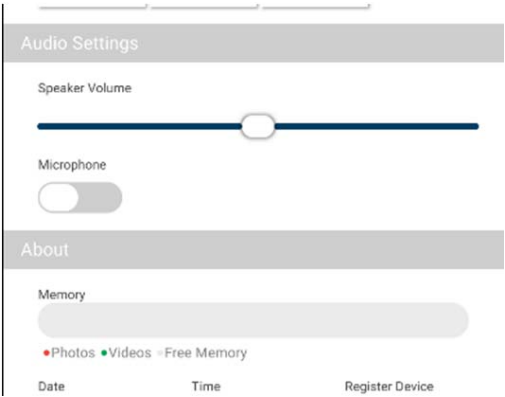 Audio Settings
Speaker Volume
Microphone
About
Memory
Photos Videos Free Memory
Date Time Register Device